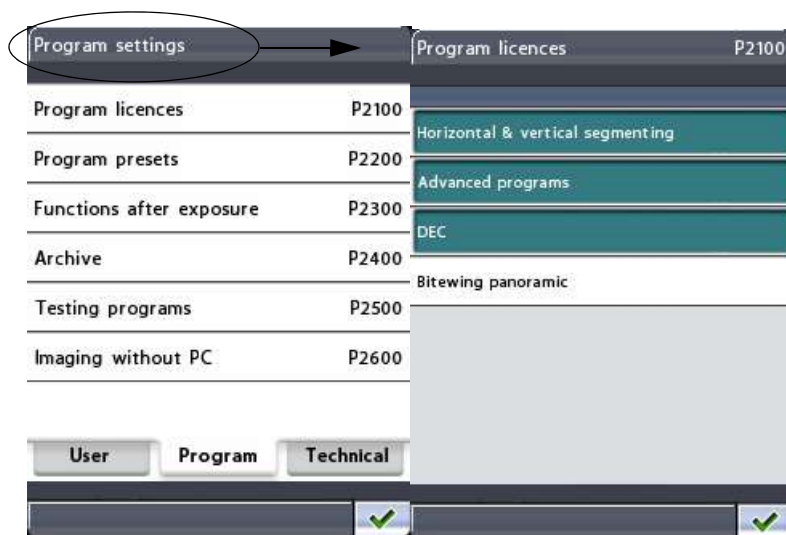 Program settings
Program licences P2100
Program presets P2200
Functions after exposure P2300
Archive P2400
Testing programs P2500
Imaging without PC P2600
User Program Technical
Program licences P2100
Horizontal & vertical segmenting
Advanced programs
DEC
Bitewing panoramic